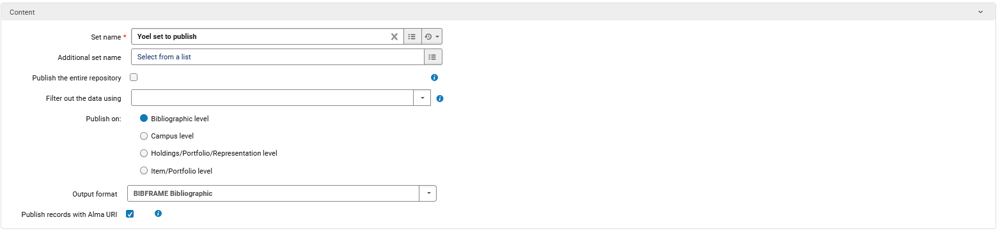 Content
Set name * Yoel set to publish
Additional set name Select from a list
Publish the entire repository
Filter out the data using
Publish on: Bibliographic level
Campus level
Holdings/Portfolio/Representation level
Item/Portfolio level
Output format BIBFRAME Bibliographic
Publish records with Alma URI